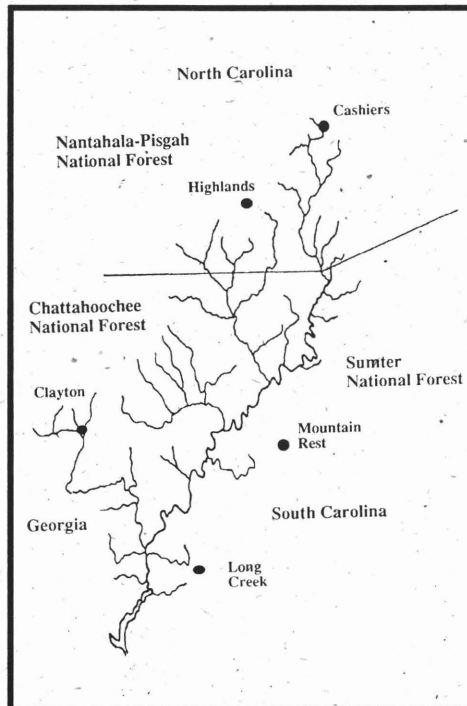 North Carolina
Cashiers
Nantahala-Pisgah
National Forest
Highlands
Chattahoochee
National Forest
Sumter
National Forest
Clayton
Mountain
Rest
Georgia
South Carolina
Long
Creek